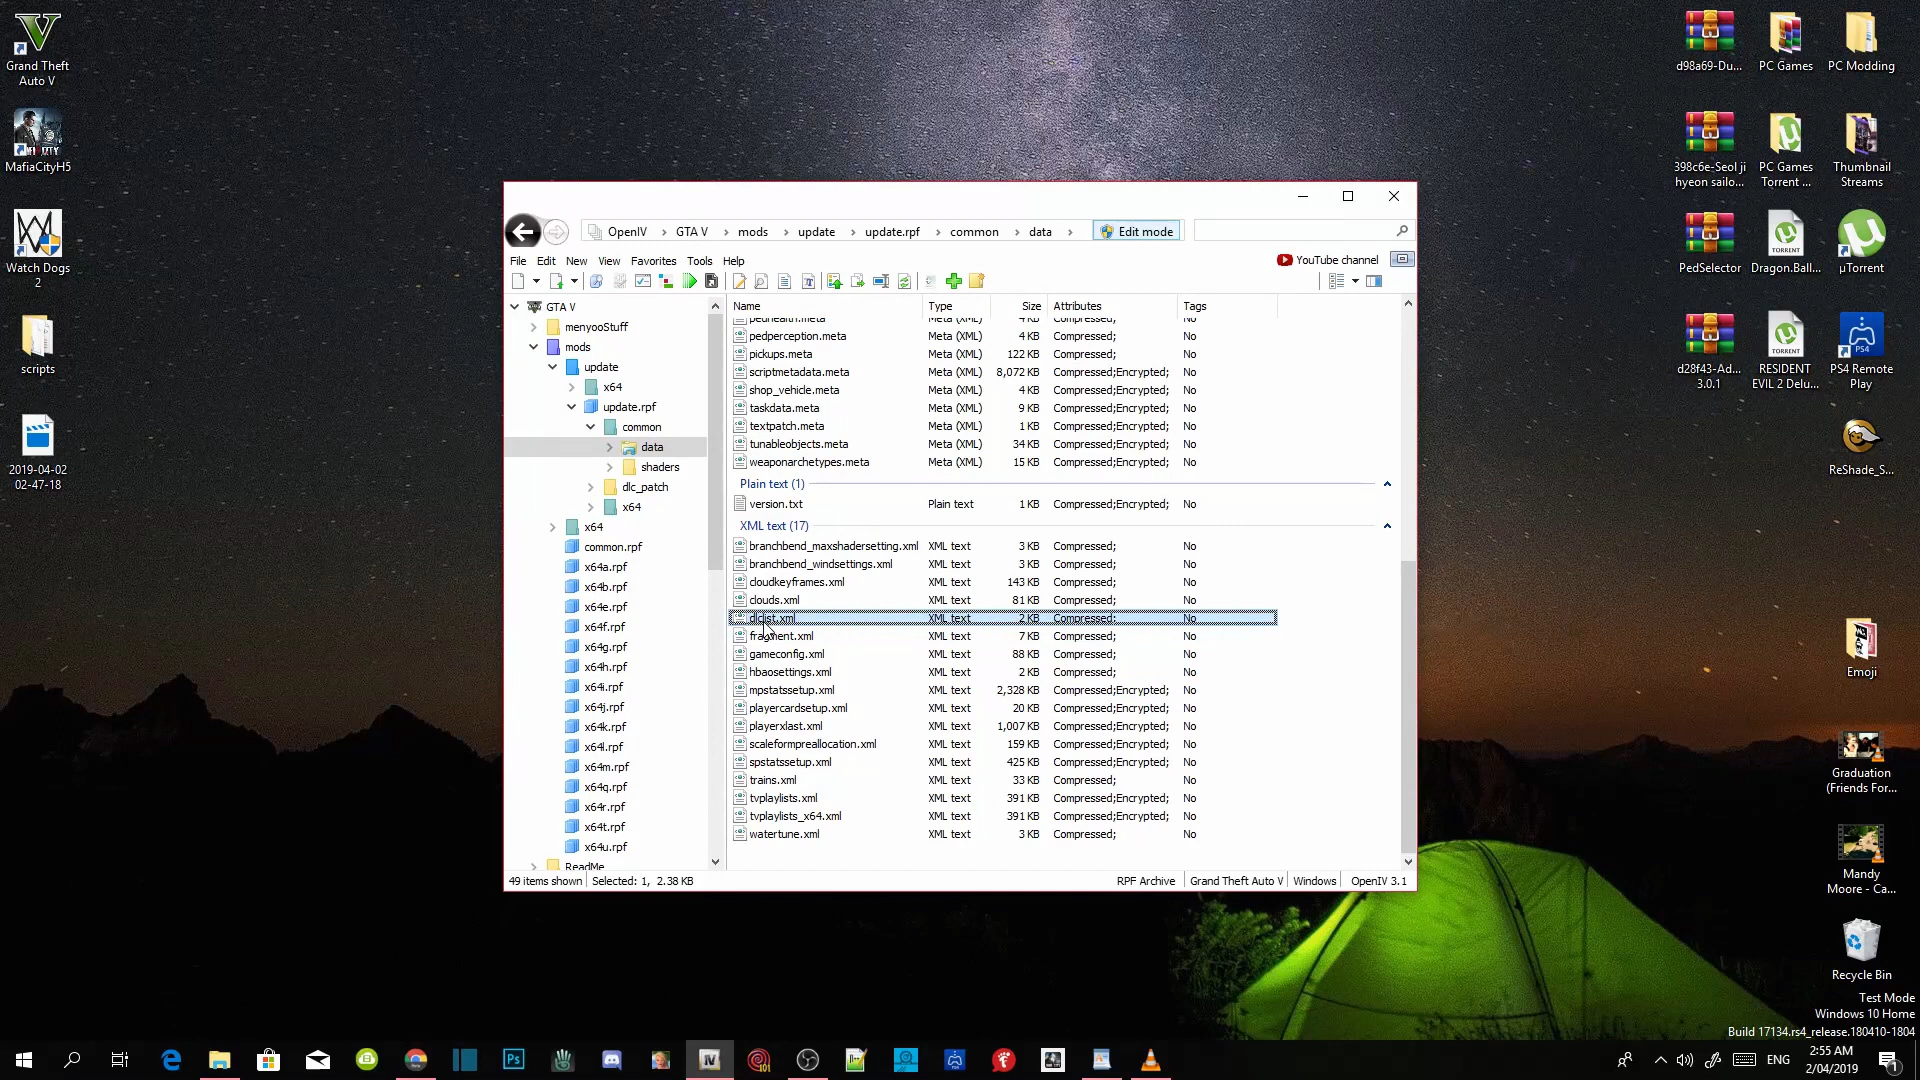 Grand Theft
Auto V
MafiaCityH5
Watch Dogs
2
scripts
2019-04-02
02-47-18
d98a69-Du...
PC Games
PC Modding
398c6e-Seol ji
hyeon sailo...
PC Games
Torrent ...
Thumbnail
Streams
PedSelector
Dragon.Ball...
µTorrent
d28f43-Ad...
3.0.1
RESIDENT
EVIL 2 Delu...
PS4 Remote
Play
ReShade_S...
Emoji
Graduation
(Friends For...
Mandy
Moore - Ca...
Recycle Bin
OpenIV GTA V mods update update.rpf common data Edit mode
File Edit New View Favorites Tools Help YouTube channel
GTA V
menyooStuff
mods
update
x64
update.rpf
common
data
shaders
dlc_patch
x64
x64
common.rpf
x64a.rpf
x64b.rpf
x64e.rpf
x64f.rpf
x64g.rpf
x64h.rpf
x64i.rpf
x64j.rpf
x64k.rpf
x64l.rpf
x64m.rpf
x64q.rpf
x64r.rpf
x64t.rpf
x64u.rpf
ReadMe
Name Type Size Attributes Tags
pedhealth.meta Meta (XML) 4 KB Compressed; No
pedperception.meta Meta (XML) 4 KB Compressed; No
pickups.meta Meta (XML) 122 KB Compressed; No
scriptmetadata.meta Meta (XML) 8,072 KB Compressed;Encrypted; No
shop_vehicle.meta Meta (XML) 4 KB Compressed; No
taskdata.meta Meta (XML) 9 KB Compressed; No
textpatch.meta Meta (XML) 1 KB Compressed; No
tunableobjects.meta Meta (XML) 34 KB Compressed; No
weaponarchetypes.meta Meta (XML) 15 KB Compressed;Encrypted; No
Plain text (1)
version.txt Plain text 1 KB Compressed;Encrypted; No
XML text (17)
branchbend_maxshadersetting.xml XML text 3 KB Compressed; No
branchbend_windsettings.xml XML text 3 KB Compressed; No
cloudkeyframes.xml XML text 143 KB Compressed; No
clouds.xml XML text 81 KB Compressed; No
dlclist.xml XML text 2 KB Compressed; No
fragment.xml XML text 7 KB Compressed; No
gameconfig.xml XML text 88 KB Compressed; No
hbaosettings.xml XML text 2 KB Compressed; No
mpstatssetup.xml XML text 2,328 KB Compressed;Encrypted; No
playercardsetup.xml XML text 20 KB Compressed; No
playerxlast.xml XML text 1,007 KB Compressed;Encrypted; No
scaleformpreallocation.xml XML text 159 KB Compressed; No
spstatssetup.xml XML text 425 KB Compressed;Encrypted; No
trains.xml XML text 33 KB Compressed; No
tvplaylists.xml XML text 391 KB Compressed;Encrypted; No
tvplaylists_x64.xml XML text 391 KB Compressed;Encrypted; No
watertune.xml XML text 3 KB Compressed; No
49 items shown Selected: 1, 2.38 KB RPF Archive Grand Theft Auto V Windows OpenIV 3.1
Test Mode
Windows 10 Home
Build 17134.rs4_release.180410-1804
ENG
2:55 AM
2/04/2019